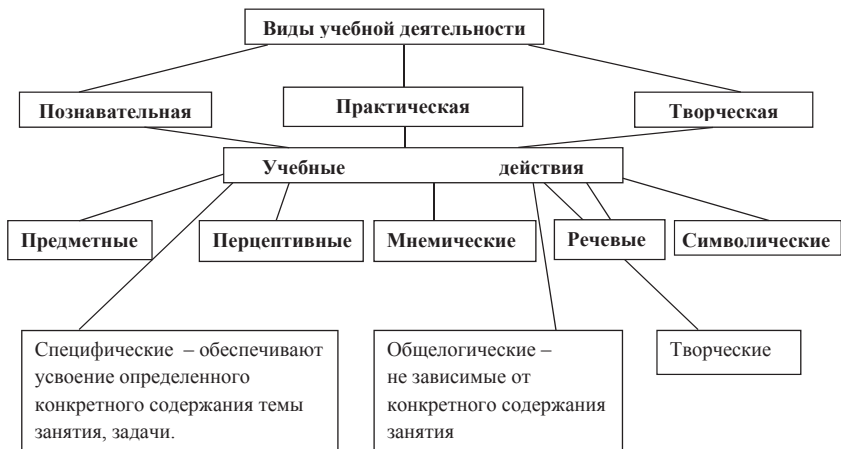 Виды учебной деятельности
Познавательная
Практическая
Творческая
Учебные действия
Предметные
Перцептивные
Мнемические
Речевые
Символические
Специфические – обеспечивают
усвоение определенного
конкретного содержания темы
занятия, задачи.
Общелогические –
не зависимые от
конкретного содержания
занятия
Творческие